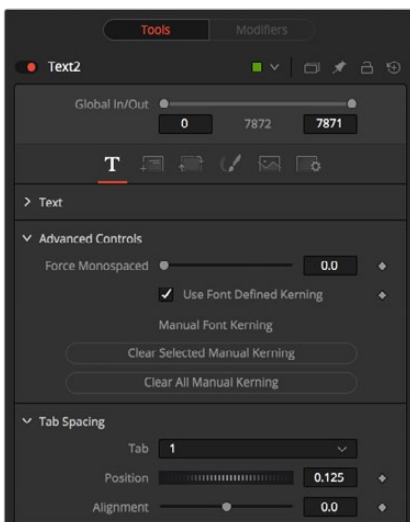 Tools Modifiers
Text2
Global In/Out
0 7872 7871
T
Text
Advanced Controls
Force Monospaced 0.0
Use Font Defined Kerning
Manual Font Kerning
Clear Selected Manual Kerning
Clear All Manual Kerning
Tab Spacing
Tab 1
Position 0.125
Alignment 0.0